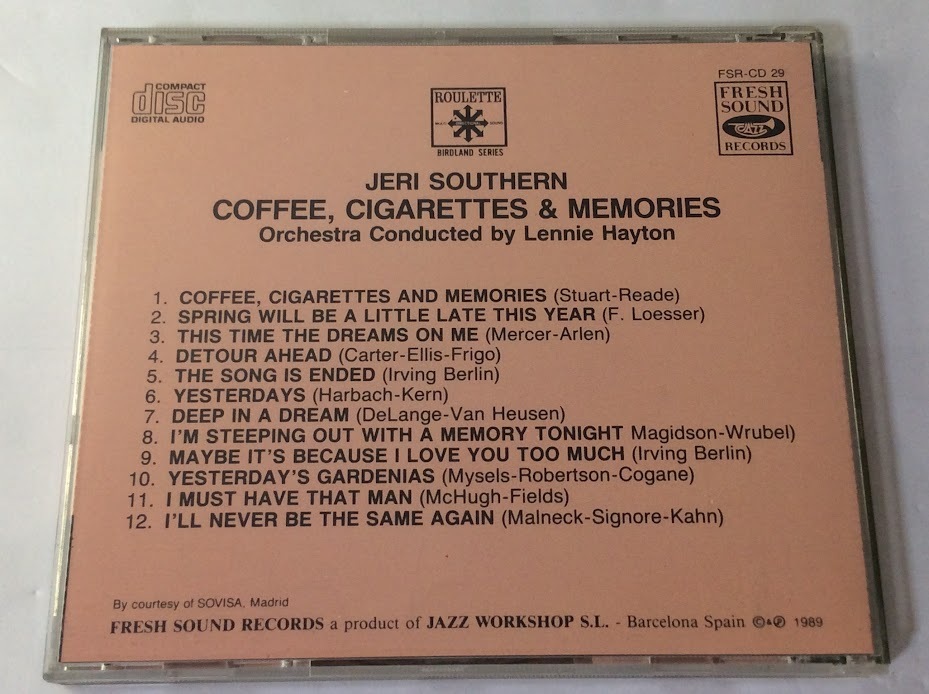 COMPACT
disc
DIGITAL AUDIO
ROULETTE
BIRDLAND SERIES
FSR-CD 29
FRESH
SOUND
JAZZ
RECORDS
JERI SOUTHERN
COFFEE, CIGARETTES & MEMORIES
Orchestra Conducted by Lennie Hayton
1. COFFEE, CIGARETTES AND MEMORIES (Stuart-Reade)
2. SPRING WILL BE A LITTLE LATE THIS YEAR (F. Loesser)
3. THIS TIME THE DREAMS ON ME (Mercer-Arlen)
4. DETOUR AHEAD (Carter-Ellis-Frigo)
5. THE SONG IS ENDED (Irving Berlin)
6. YESTERDAYS (Harbach-Kern)
7. DEEP IN A DREAM (DeLange-Van Heusen)
8. I'M STEEPING OUT WITH A MEMORY TONIGHT Magidson-Wrubel)
9. MAYBE IT'S BECAUSE I LOVE YOU TOO MUCH (Irving Berlin)
10. YESTERDAY'S GARDENIAS (Mysels-Robertson-Cogane)
11. I MUST HAVE THAT MAN (McHugh-Fields)
12. I'LL NEVER BE THE SAME AGAIN (Malneck-Signore-Kahn)
By courtesy of SOVISA, Madrid
FRESH SOUND RECORDS a product of JAZZ WORKSHOP S.L. - Barcelona Spain ©&℗ 1989